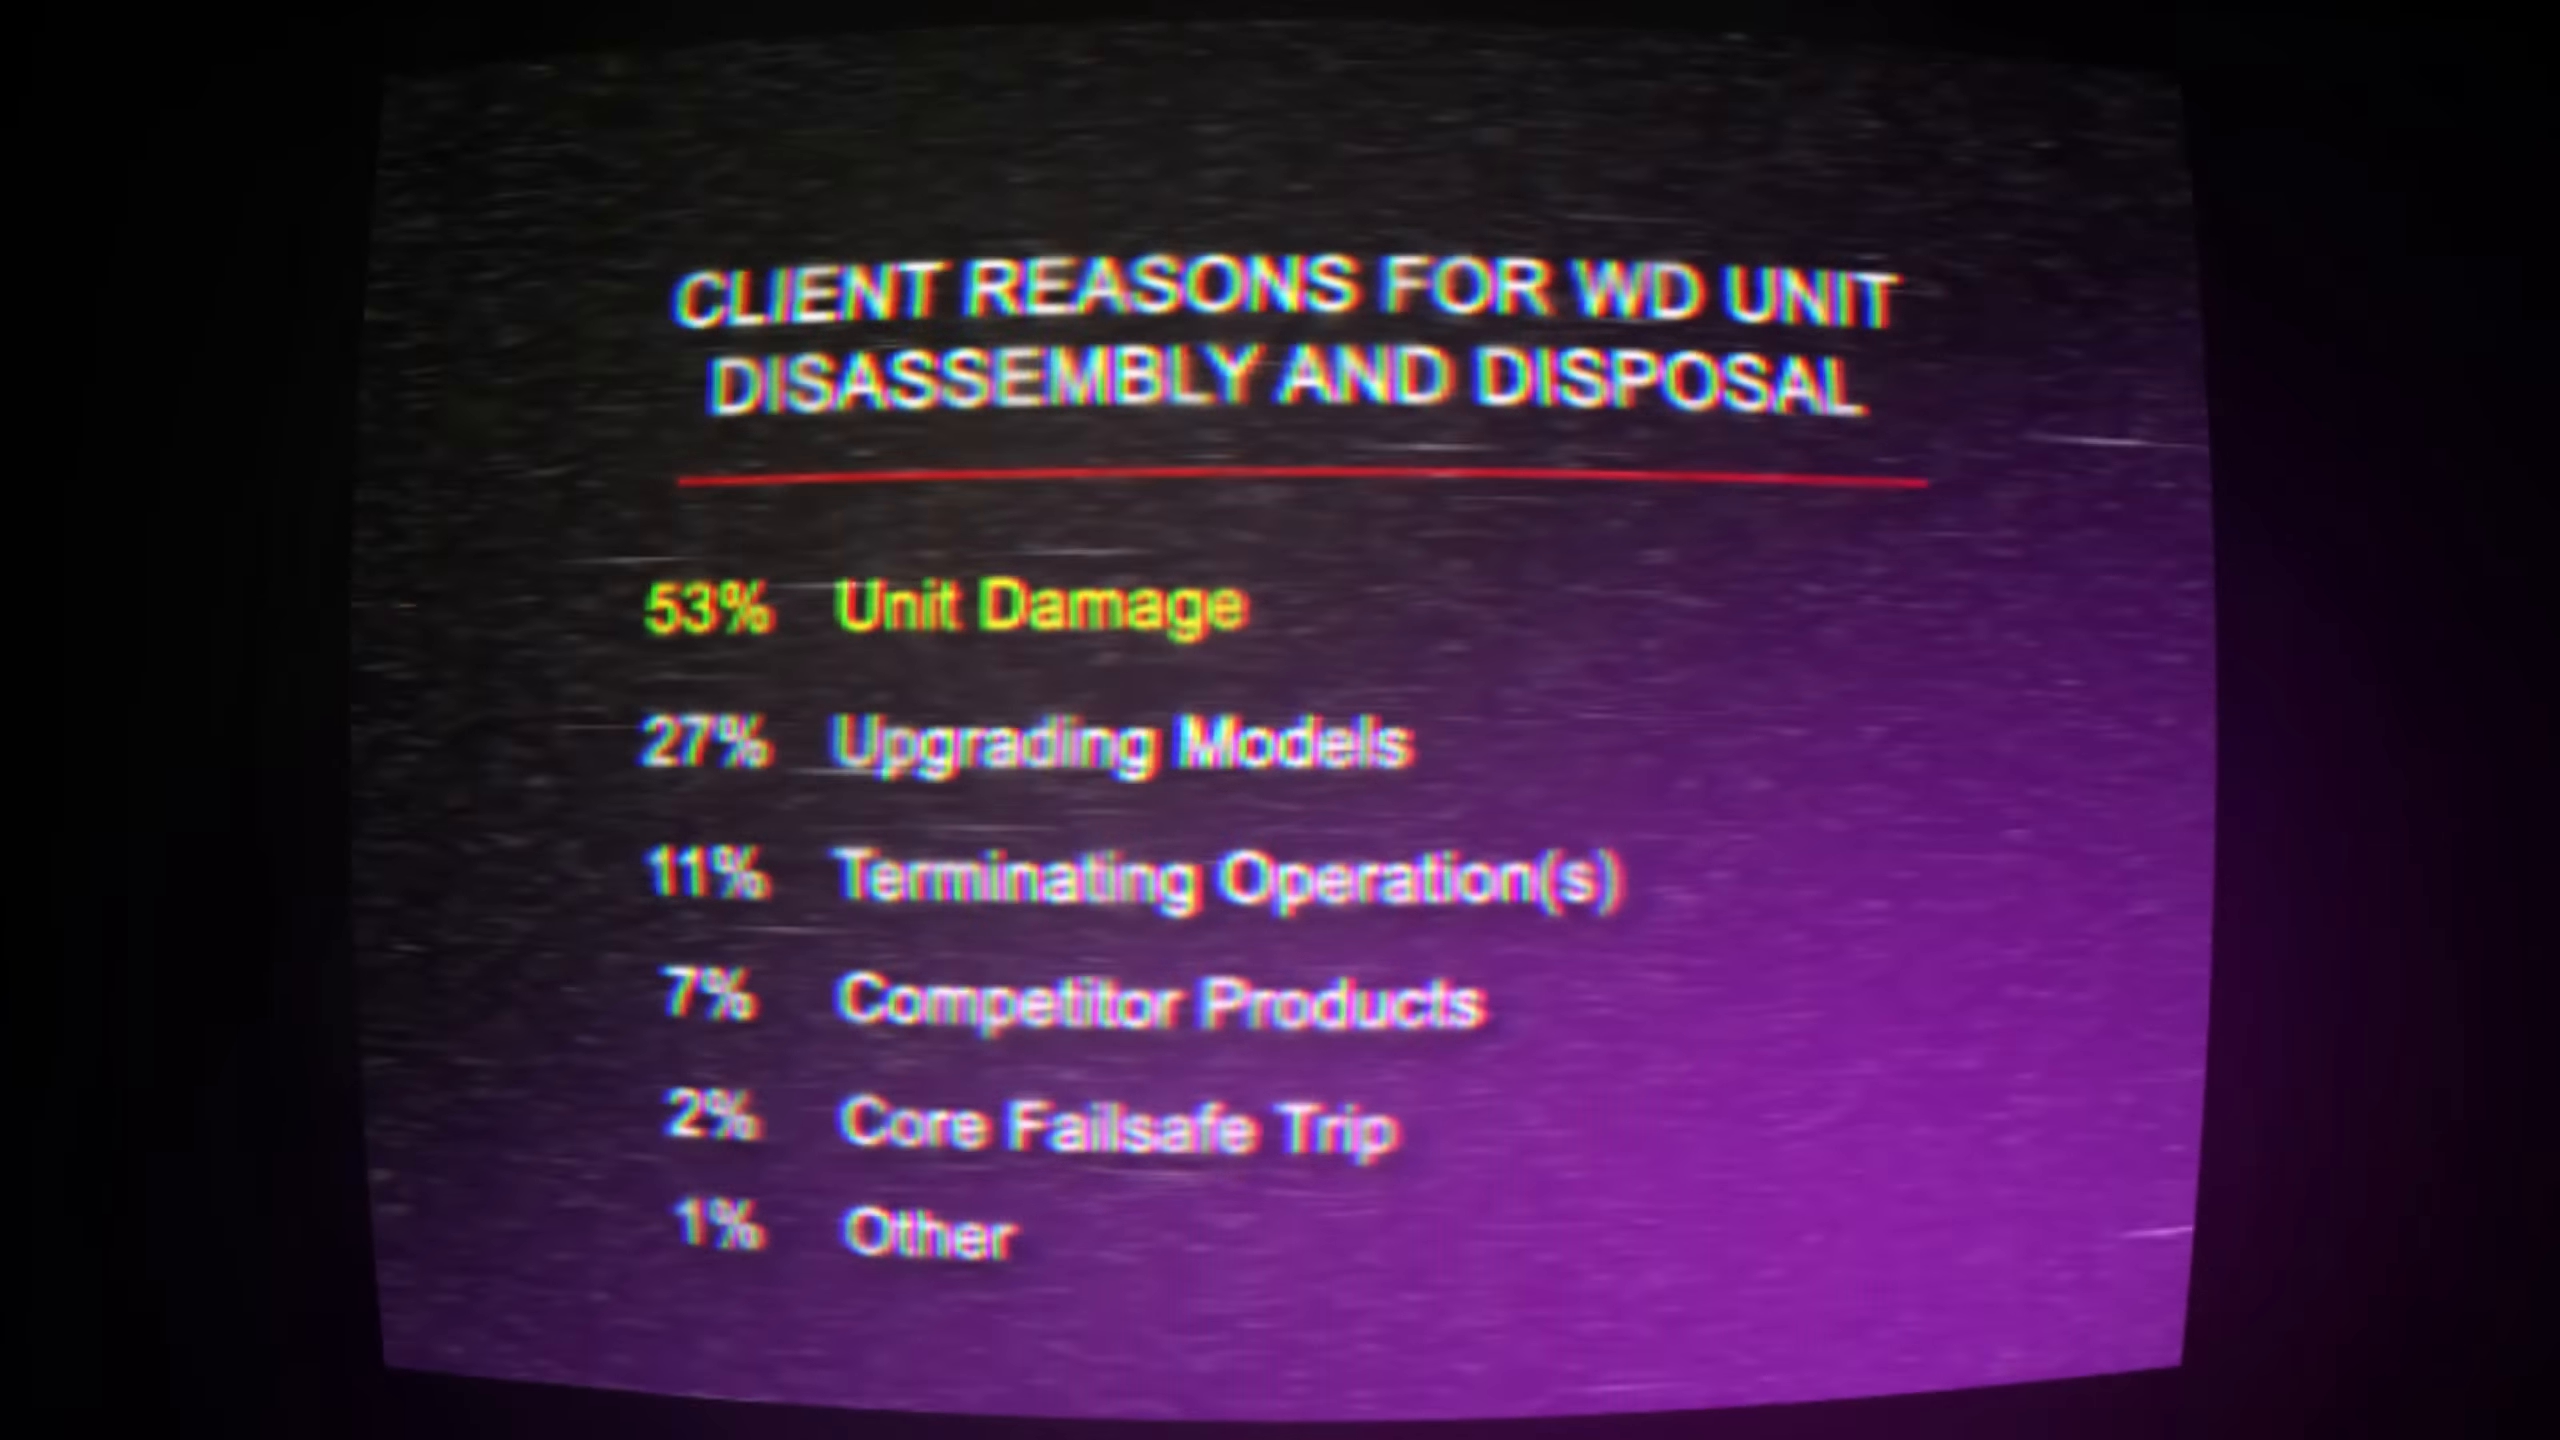 CLIENT REASONS FOR WD UNIT
DISASSEMBLY AND DISPOSAL
53% Unit Damage
27% Upgrading Models
11% Terminating Operation(s)
7% Competitor Products
2% Core Failsafe Trip
1% Other